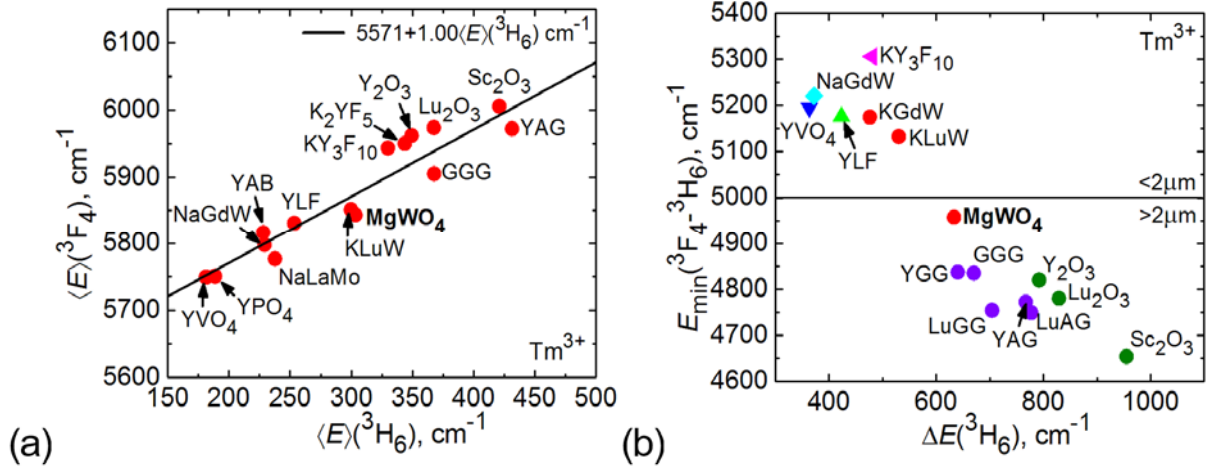 6100
6000
5900
5800
5700
5600
150 200 250 300 350 400 450 500
⟨E⟩(³F₄), cm⁻¹
⟨E⟩(³H₆), cm⁻¹
5571+1.00⟨E⟩(³H₆) cm⁻¹
Sc₂O₃
Y₂O₃
Lu₂O₃
K₂YF₅
YAG
KY₃F₁₀
GGG
YAB
YLF
NaGdW
MgWO₄
KLuW
NaLaMo
YPO₄
YVO₄
Tm³⁺
(a)
5400
5300
5200
5100
5000
4900
4800
4700
4600
400 600 800 1000
E_min(³F₄-³H₆), cm⁻¹
ΔE(³H₆), cm⁻¹
Tm³⁺
KY₃F₁₀
NaGdW
KGdW
YVO₄
YLF
KLuW
<2μm
>2μm
MgWO₄
GGG
YGG
Y₂O₃
Lu₂O₃
LuGG
YAG
LuAG
Sc₂O₃
(b)